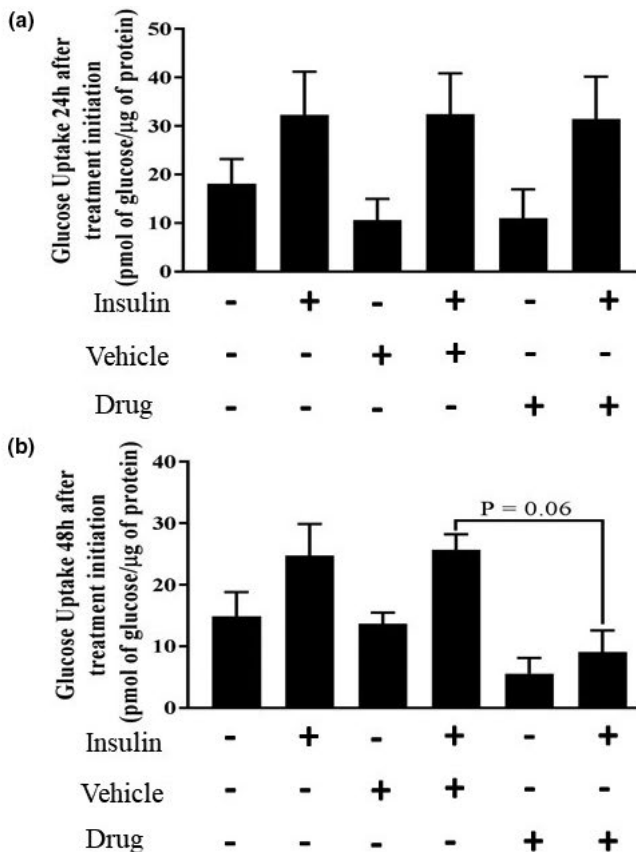 (a)
Glucose Uptake 24h after
treatment initiation
(pmol of glucose/μg of protein)
50
40
30
20
10
0
Insulin - + - + - +
Vehicle - - + + - -
Drug - - - - + +
(b)
Glucose Uptake 48h after
treatment initiation
(pmol of glucose/μg of protein)
40
30
20
10
0
P = 0.06
Insulin - + - + - +
Vehicle - - + + - -
Drug - - - - + +